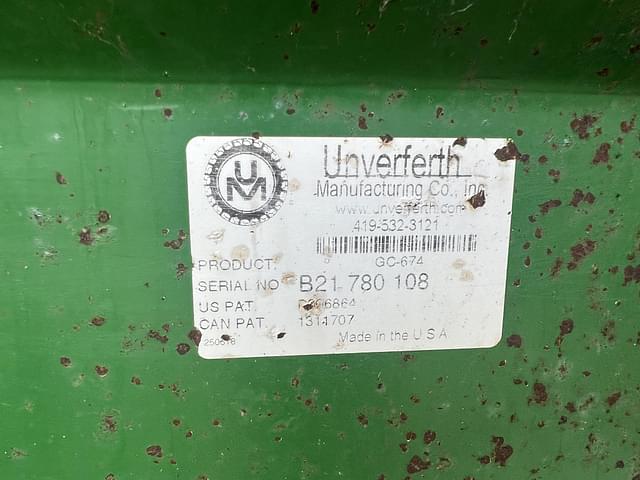 UM
Unverferth
Manufacturing Co., Inc.
www.unverferth.com
419-532-3121
PRODUCT: GC-674
SERIAL NO B21 780 108
US PAT.
CAN PAT. 1311707
Made in the U.S.A.